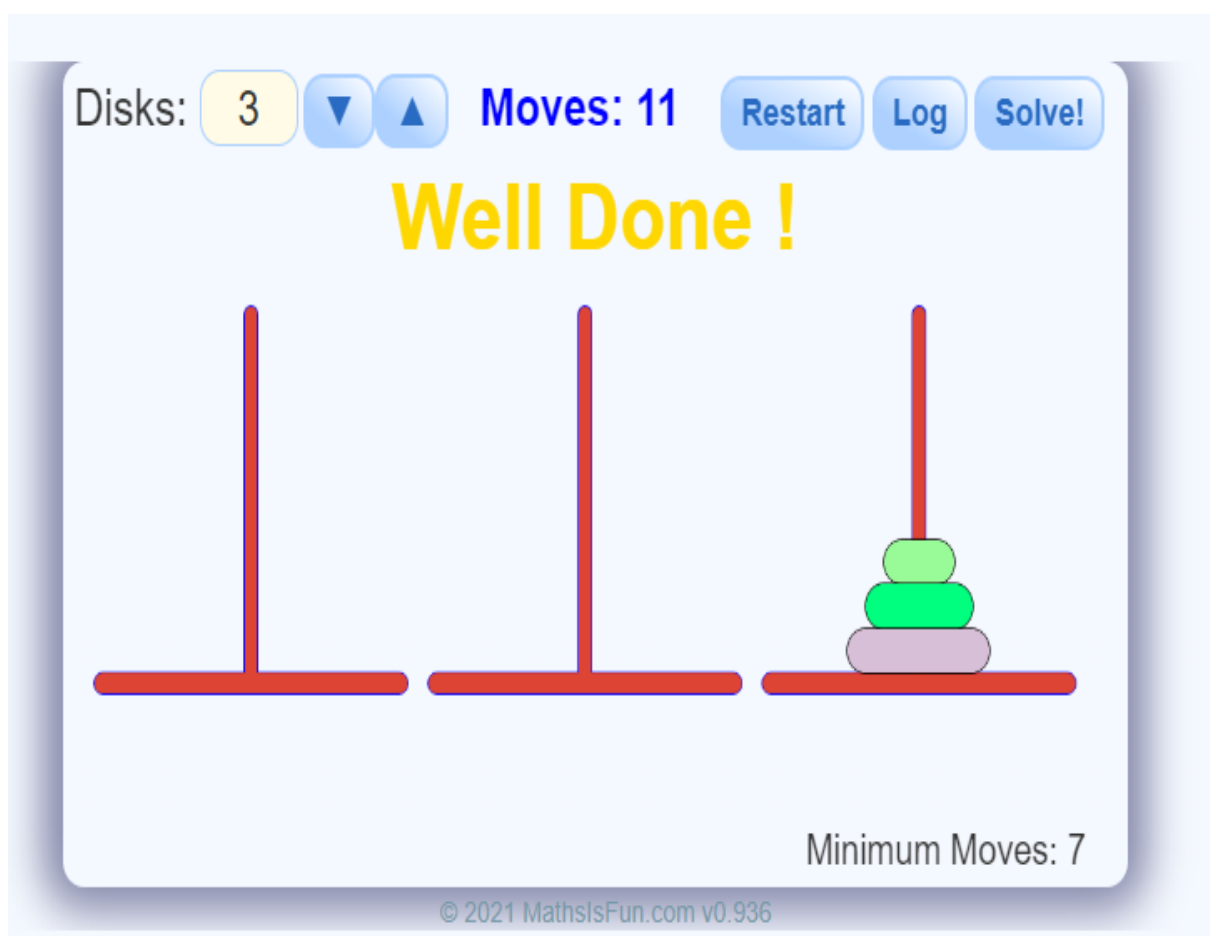 Disks: 3 ▼ ▲ Moves: 11 Restart Log Solve!
Well Done !
Minimum Moves: 7
© 2021 MathsIsFun.com v0.936